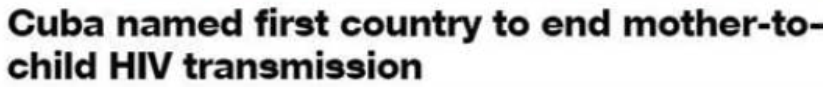 Cuba named first country to end mother-to-
child HIV transmission